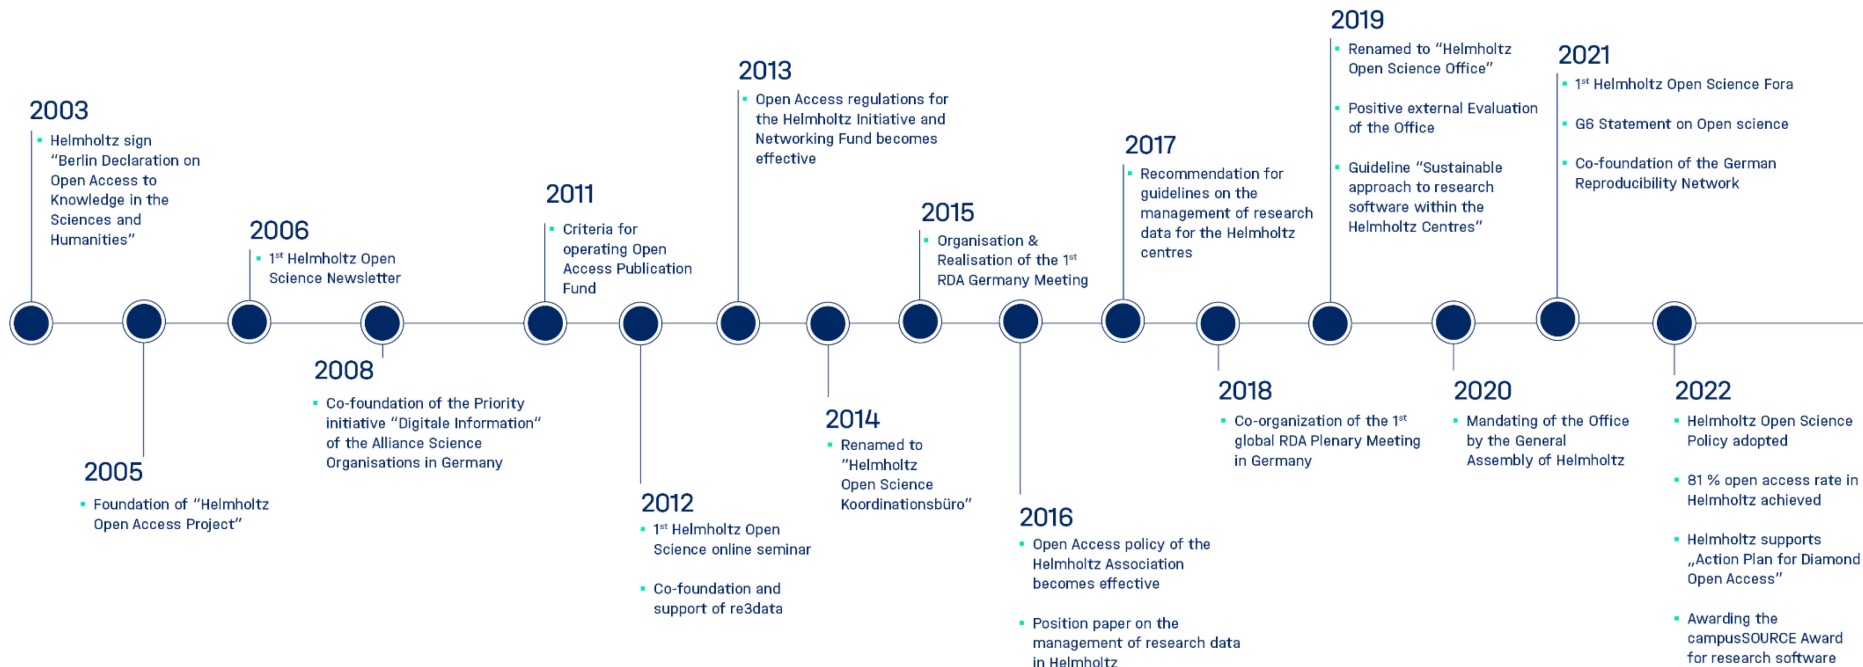 2003
▪ Helmholtz sign
“Berlin Declaration on
Open Access to
Knowledge in the
Sciences and
Humanities”
2005
▪ Foundation of “Helmholtz
Open Access Project”
2006
▪ 1st Helmholtz Open
Science Newsletter
2008
▪ Co-foundation of the Priority
initiative “Digitale Information“
of the Alliance Science
Organisations in Germany
2011
▪ Criteria for
operating Open
Access Publication
Fund
2012
▪ 1st Helmholtz Open
Science online seminar
▪ Co-foundation and
support of re3data
2013
▪ Open Access regulations for
the Helmholtz Initiative and
Networking Fund becomes
effective
2014
▪ Renamed to
“Helmholtz
Open Science
Koordinationsbüro”
2015
▪ Organisation &
Realisation of the 1st
RDA Germany Meeting
2016
▪ Open Access policy of the
Helmholtz Association
becomes effective
▪ Position paper on the
management of research data
in Helmholtz
2017
▪ Recommendation for
guidelines on the
management of research
data for the Helmholtz
centres
2018
▪ Co-organization of the 1st
global RDA Plenary Meeting
in Germany
2019
▪ Renamed to “Helmholtz
Open Science Office”
▪ Positive external Evaluation
of the Office
▪ Guideline “Sustainable
approach to research
software within the
Helmholtz Centres”
2020
▪ Mandating of the Office
by the General
Assembly of Helmholtz
2021
▪ 1st Helmholtz Open Science Fora
▪ G6 Statement on Open science
▪ Co-foundation of the German
Reproducibility Network
2022
▪ Helmholtz Open Science
Policy adopted
▪ 81 % open access rate in
Helmholtz achieved
▪ Helmholtz supports
„Action Plan for Diamond
Open Access”
▪ Awarding the
campusSOURCE Award
for research software